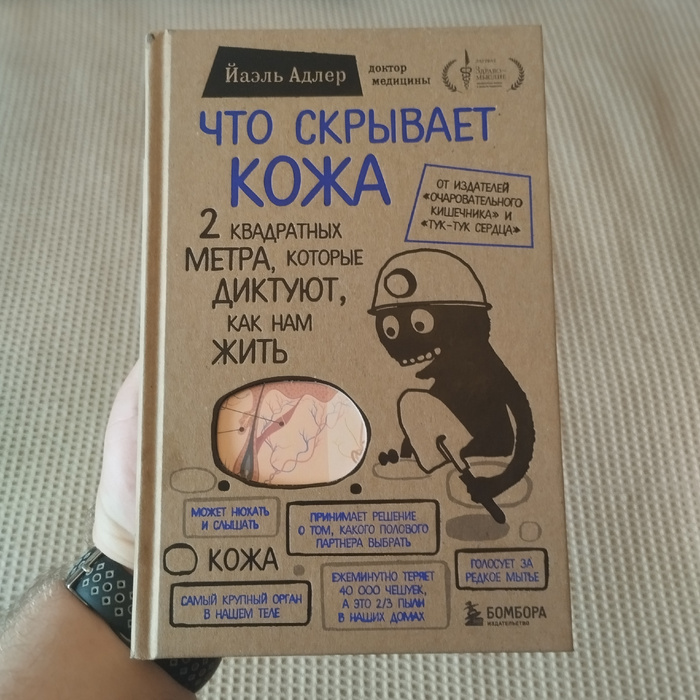 Йаэль Адлер
доктор
медицины
ЧТО СКРЫВАЕТ
КОЖА
ОТ ИЗДАТЕЛЕЙ
«ОЧАРОВАТЕЛЬНОГО
КИШЕЧНИКА» И
«ТУК-ТУК СЕРДЦА»
2 КВАДРАТНЫХ
МЕТРА, КОТОРЫЕ
ДИКТУЮТ,
КАК НАМ
ЖИТЬ
МОЖЕТ НЮХАТЬ
И СЛЫШАТЬ
ПРИНИМАЕТ РЕШЕНИЕ
О ТОМ, КАКОГО ПОЛОВОГО
ПАРТНЕРА ВЫБРАТЬ
КОЖА
ГОЛОСУЕТ ЗА
РЕДКОЕ МЫТЬЕ
САМЫЙ КРУПНЫЙ ОРГАН
В НАШЕМ ТЕЛЕ
ЕЖЕМИНУТНО ТЕРЯЕТ
40 000 ЧЕШУЕК,
А ЭТО 2/3 ПЫЛИ
В НАШИХ ДОМАХ
БОМБОРА
ИЗДАТЕЛЬСТВО